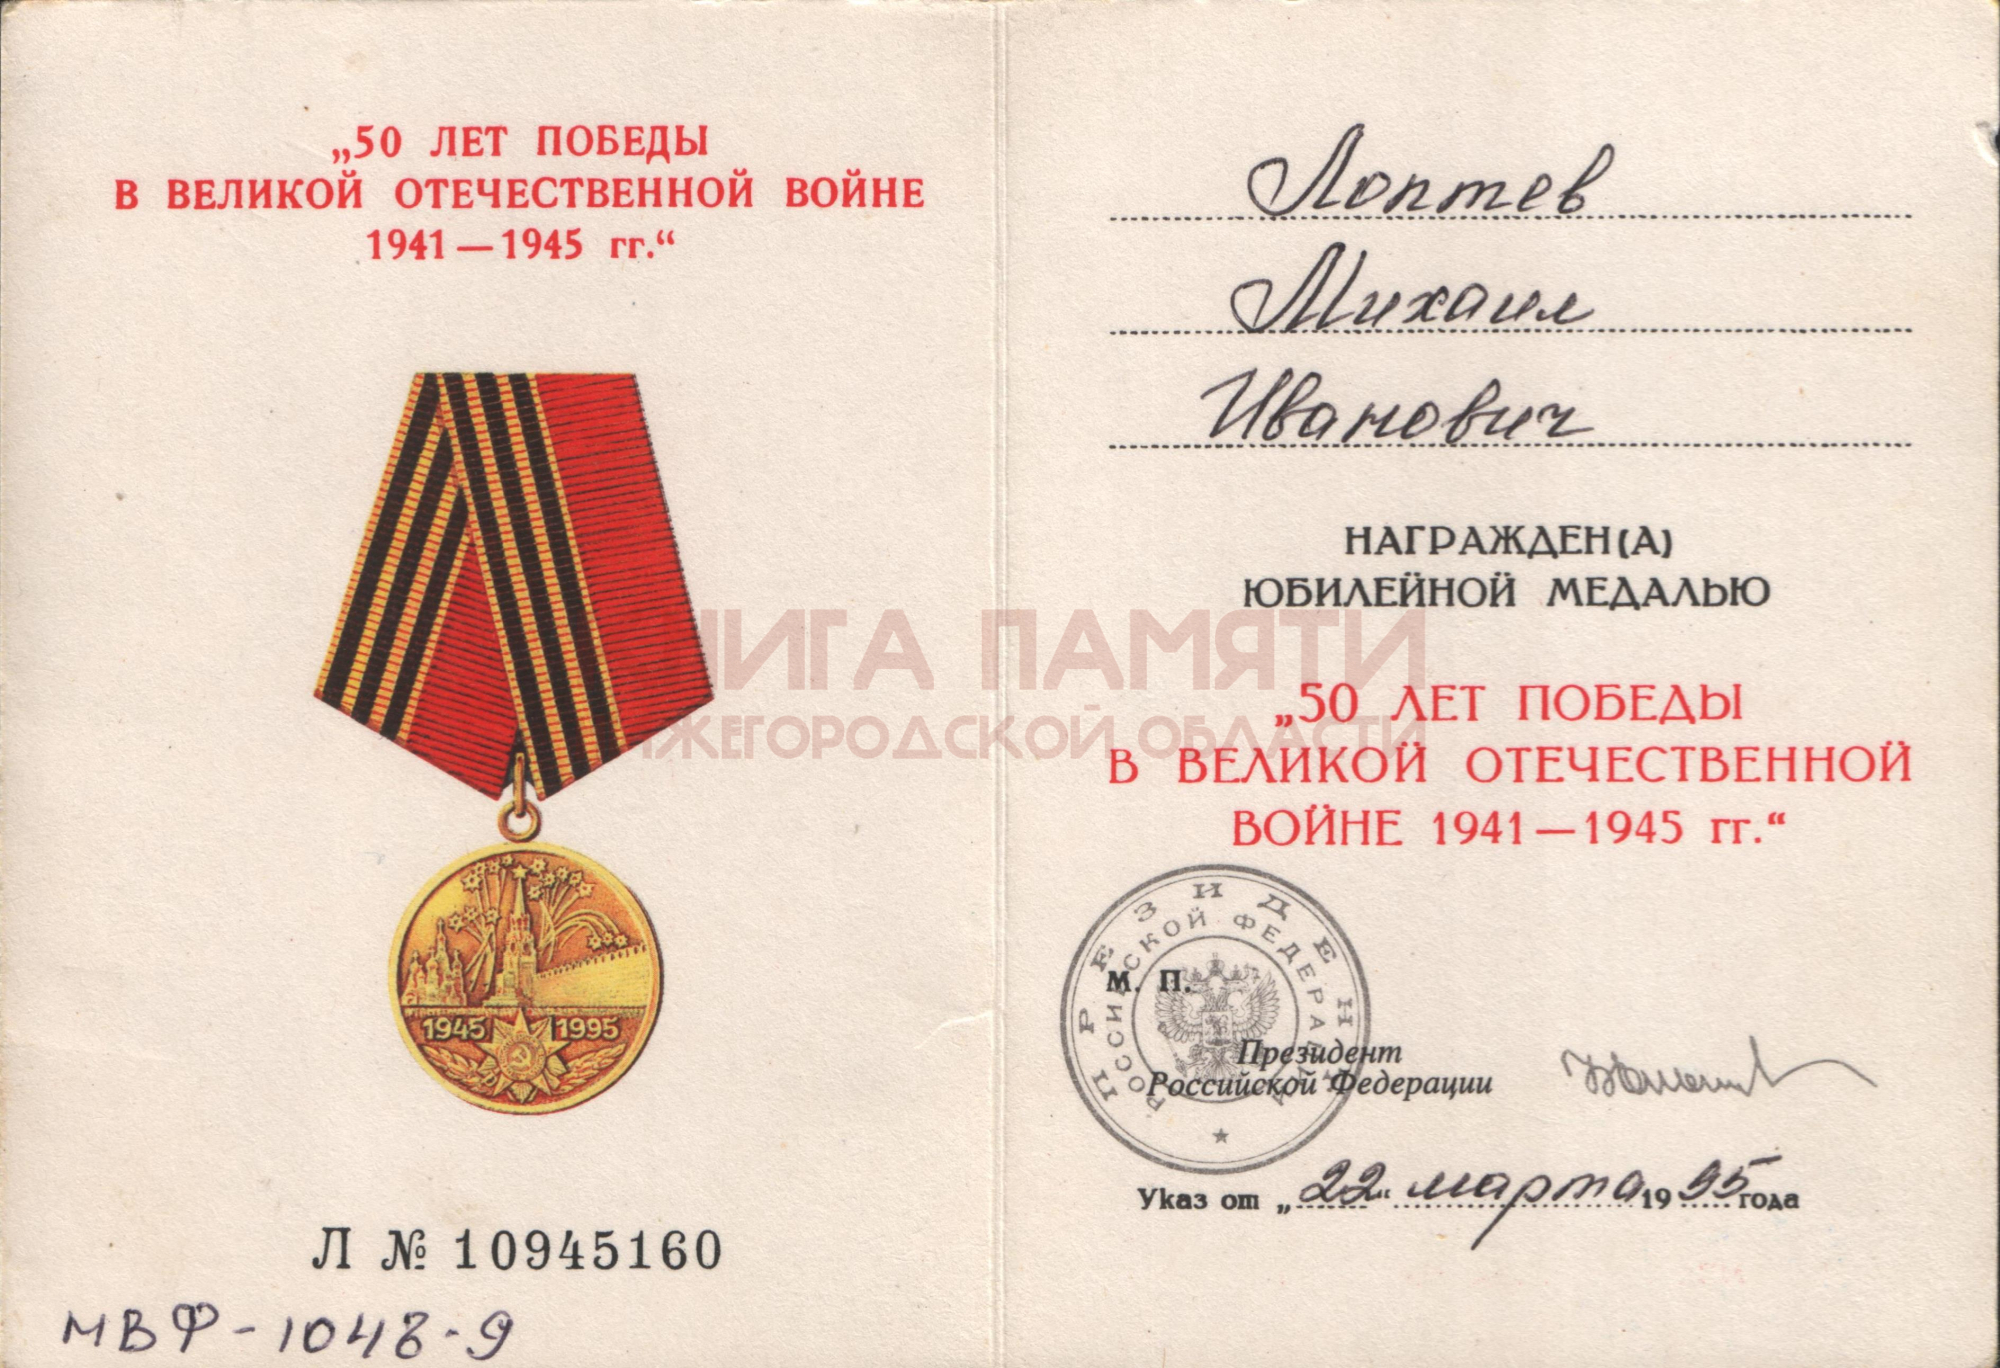 „50 ЛЕТ ПОБЕДЫ
В ВЕЛИКОЙ ОТЕЧЕСТВЕННОЙ ВОЙНЕ
1941—1945 гг.“
1945 1995
Л № 10945160
МВФ-1048-9
Лоптев
Михаил
Иванович
НАГРАЖДЕН(А)
ЮБИЛЕЙНОЙ МЕДАЛЬЮ
„50 ЛЕТ ПОБЕДЫ
В ВЕЛИКОЙ ОТЕЧЕСТВЕННОЙ
ВОЙНЕ 1941—1945 гг.“
ПРЕЗИДЕНТ
РОССИЙСКОЙ ФЕДЕРАЦИИ
М. П.
Президент
Российской Федерации
Указ от „22“ марта 1995 года
КНИГА ПАМЯТИ
НИЖЕГОРОДСКОЙ ОБЛАСТИ